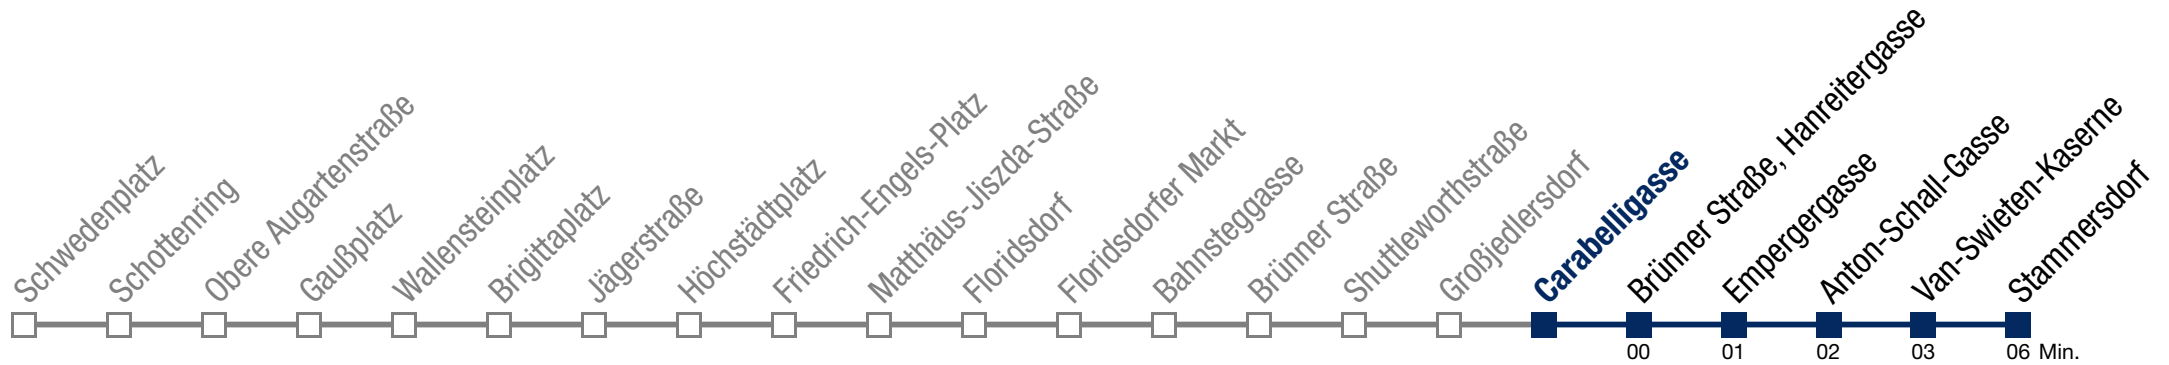 Schwedenplatz
Schottenring
Obere Augartenstraße
Gaußplatz
Wallensteinplatz
Brigittaplatz
Jägerstraße
Höchstädtplatz
Friedrich-Engels-Platz
Matthäus-Jiszda-Straße
Floridsdorf
Floridsdorfer Markt
Bahnsteggasse
Brünner Straße
Shuttleworthstraße
Großjedlersdorf
Carabelligasse
Brünner Straße, Hanreitergasse
Empergergasse
Anton-Schall-Gasse
Van-Swieten-Kaserne
Stammersdorf
00 01 02 03 06 Min.